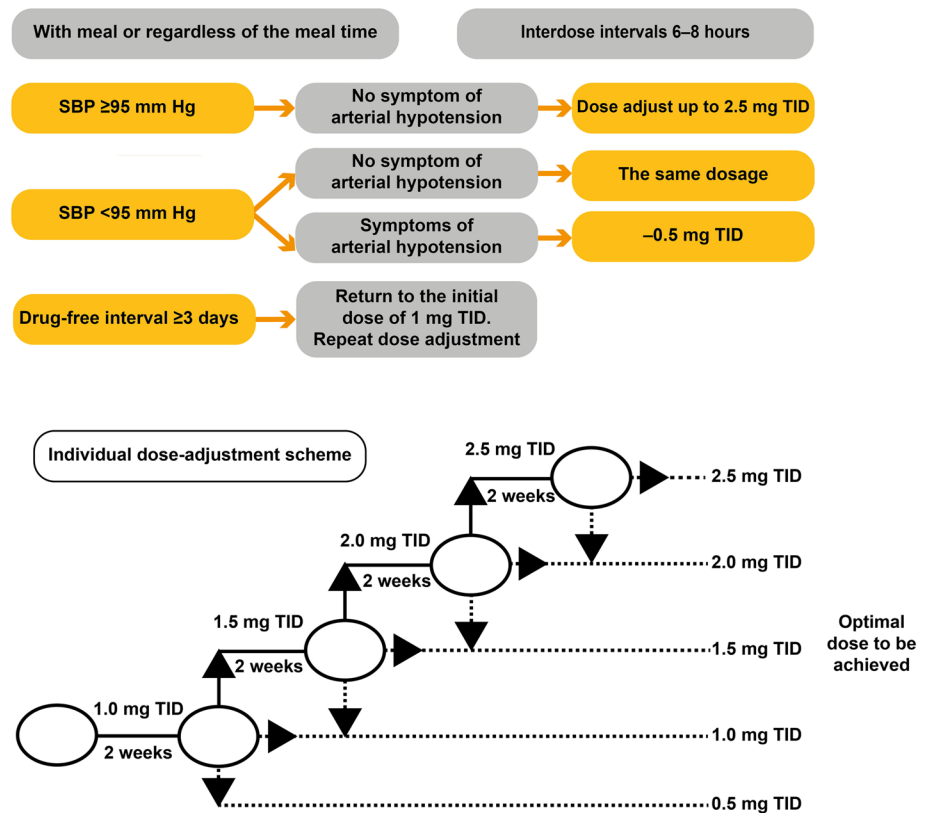 With meal or regardless of the meal time
Interdose intervals 6–8 hours
SBP ≥95 mm Hg
No symptom of
arterial hypotension
Dose adjust up to 2.5 mg TID
SBP <95 mm Hg
No symptom of
arterial hypotension
The same dosage
Symptoms of
arterial hypotension
–0.5 mg TID
Drug-free interval ≥3 days
Return to the initial
dose of 1 mg TID.
Repeat dose adjustment
Individual dose-adjustment scheme
2.5 mg TID
2 weeks
2.5 mg TID
2.0 mg TID
2 weeks
2.0 mg TID
1.5 mg TID
2 weeks
1.5 mg TID
Optimal
dose to be
achieved
1.0 mg TID
2 weeks
1.0 mg TID
0.5 mg TID